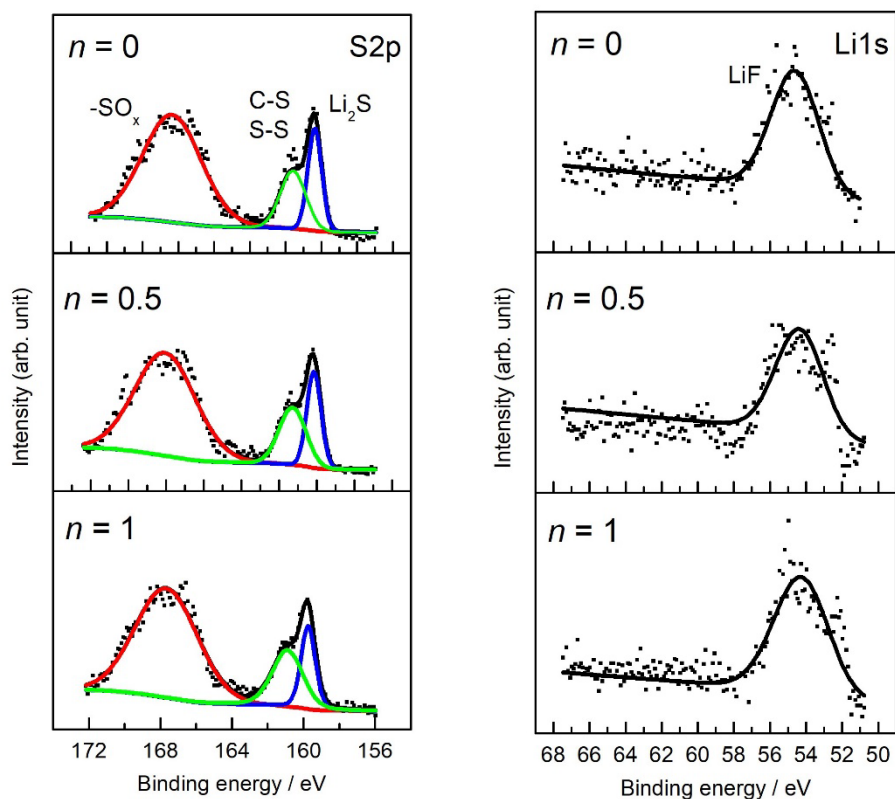 n = 0
S2p
-SOₓ
C-S
S-S
Li₂S
n = 0.5
n = 1
Intensity (arb. unit)
172 168 164 160 156
Binding energy / eV
n = 0
Li1s
LiF
n = 0.5
n = 1
Intensity (arb. unit)
68 66 64 62 60 58 56 54 52 50
Binding energy / eV